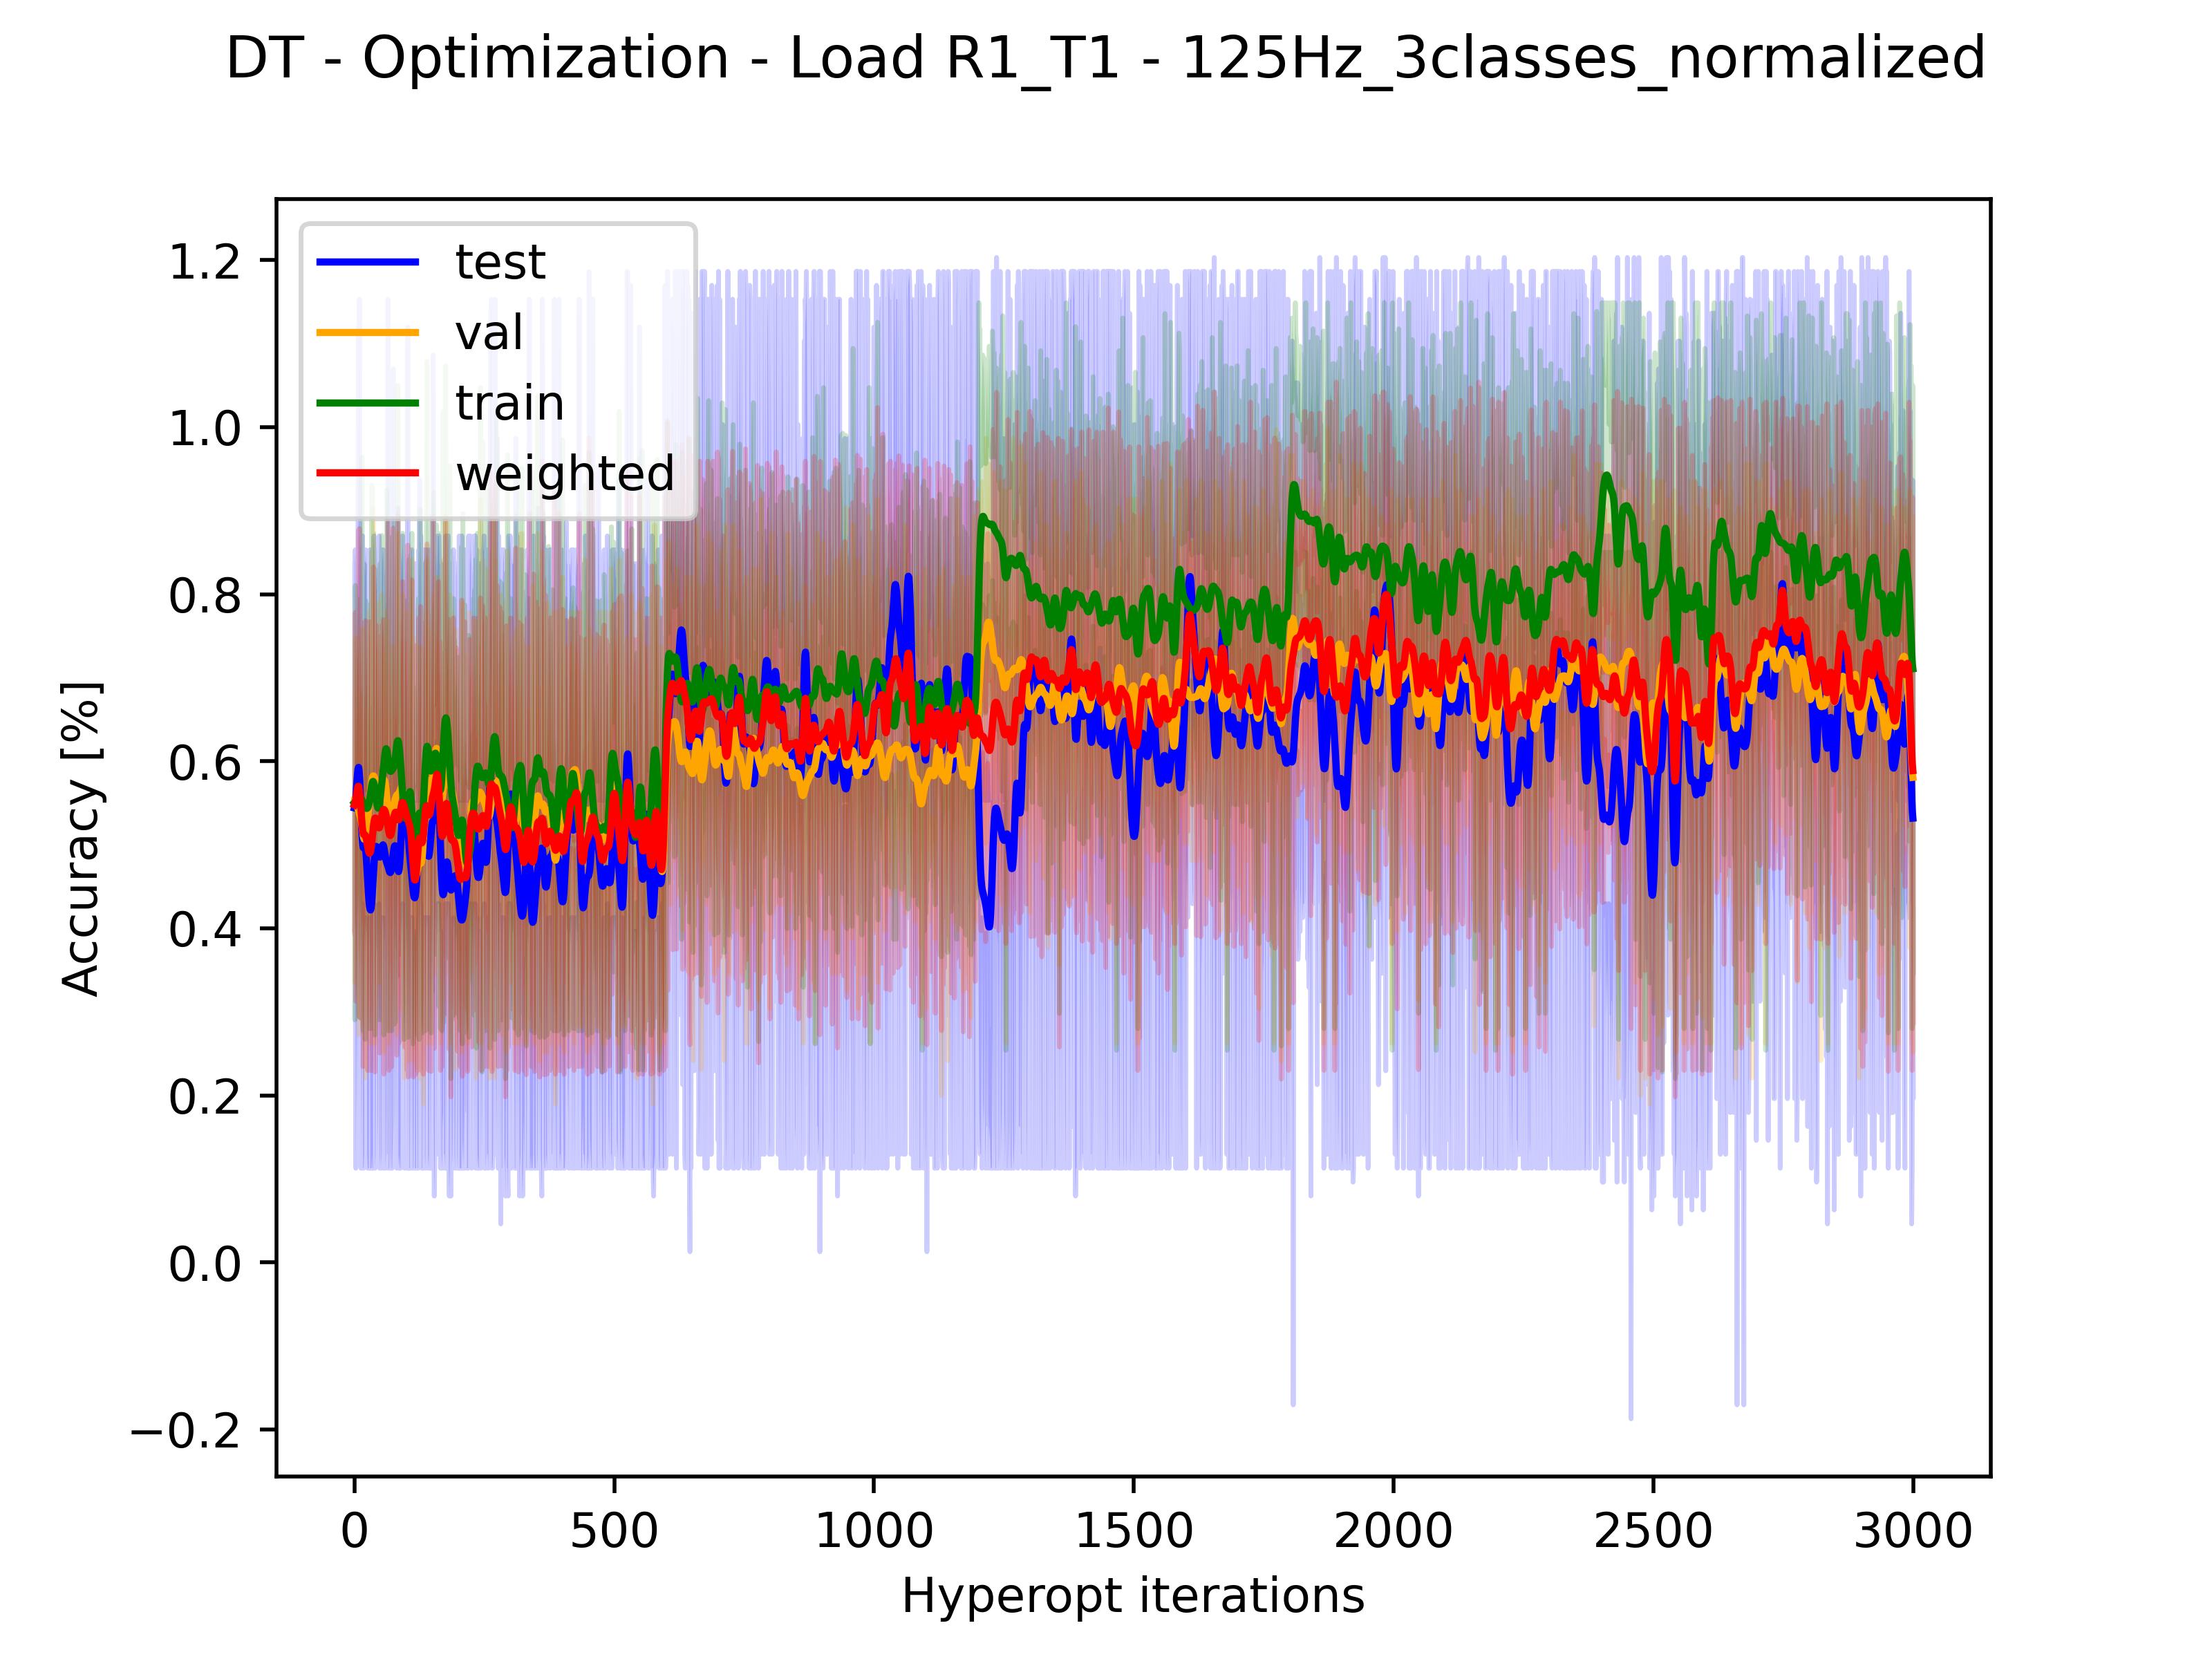 DT - Optimization - Load R1_T1 - 125Hz_3classes_normalized
test
val
train
weighted
1.2
1.0
0.8
0.6
0.4
0.2
0.0
−0.2
Accuracy [%]
0 500 1000 1500 2000 2500 3000
Hyperopt iterations